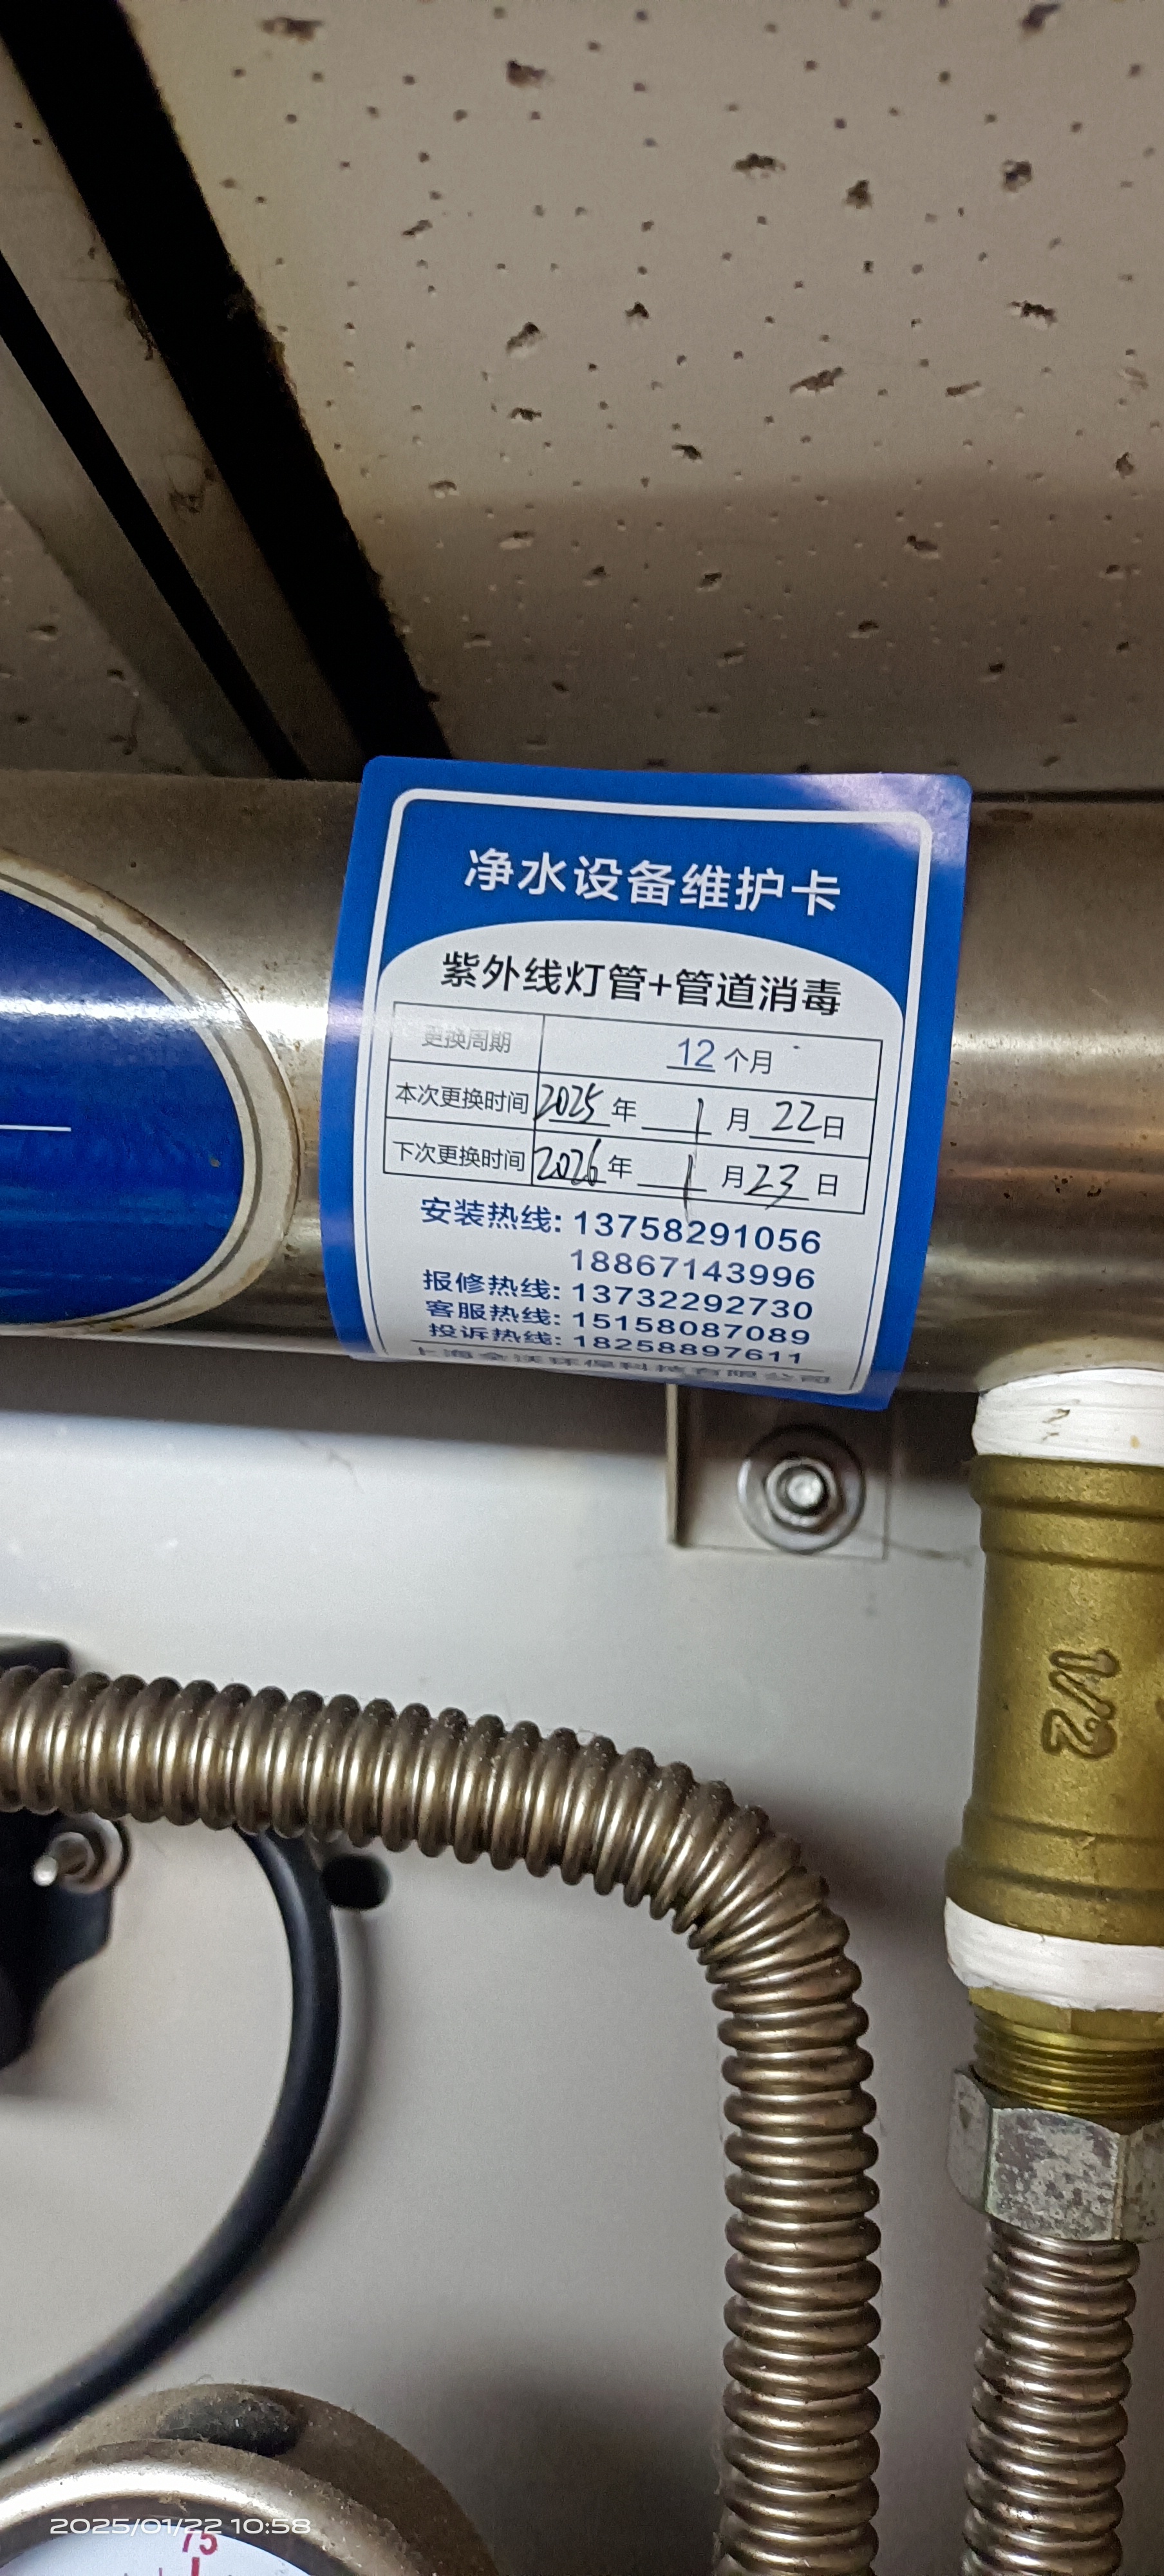 净水设备维护卡
紫外线灯管+管道消毒
更换周期 12 个月
本次更换时间 2025 年 1 月 22 日
下次更换时间 2026 年 1 月 23 日
安装热线: 13758291056
18867143996
报修热线: 13732292730
客服热线: 15158087089
投诉热线: 18258897611
1/2
2025/01/22 10:58
75